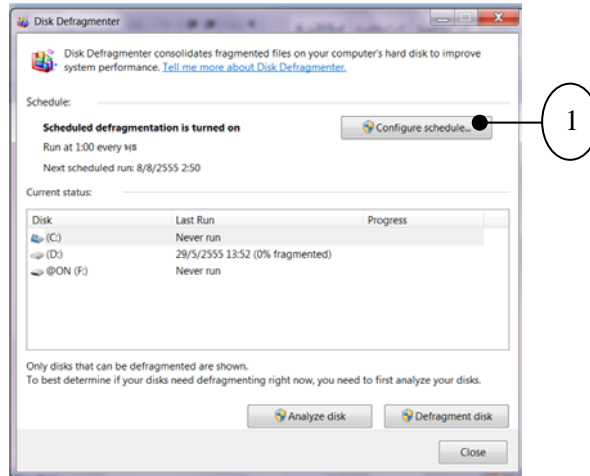 Disk Defragmenter
Disk Defragmenter consolidates fragmented files on your computer's hard disk to improve
system performance. Tell me more about Disk Defragmenter.
Schedule:
Scheduled defragmentation is turned on
Configure schedule...
1
Run at 1:00 every พุธ
Next scheduled run: 8/8/2555 2:50
Current status:
Disk Last Run Progress
(C:) Never run
(D:) 29/5/2555 13:52 (0% fragmented)
@ON (F:) Never run
Only disks that can be defragmented are shown.
To best determine if your disks need defragmenting right now, you need to first analyze your disks.
Analyze disk Defragment disk
Close